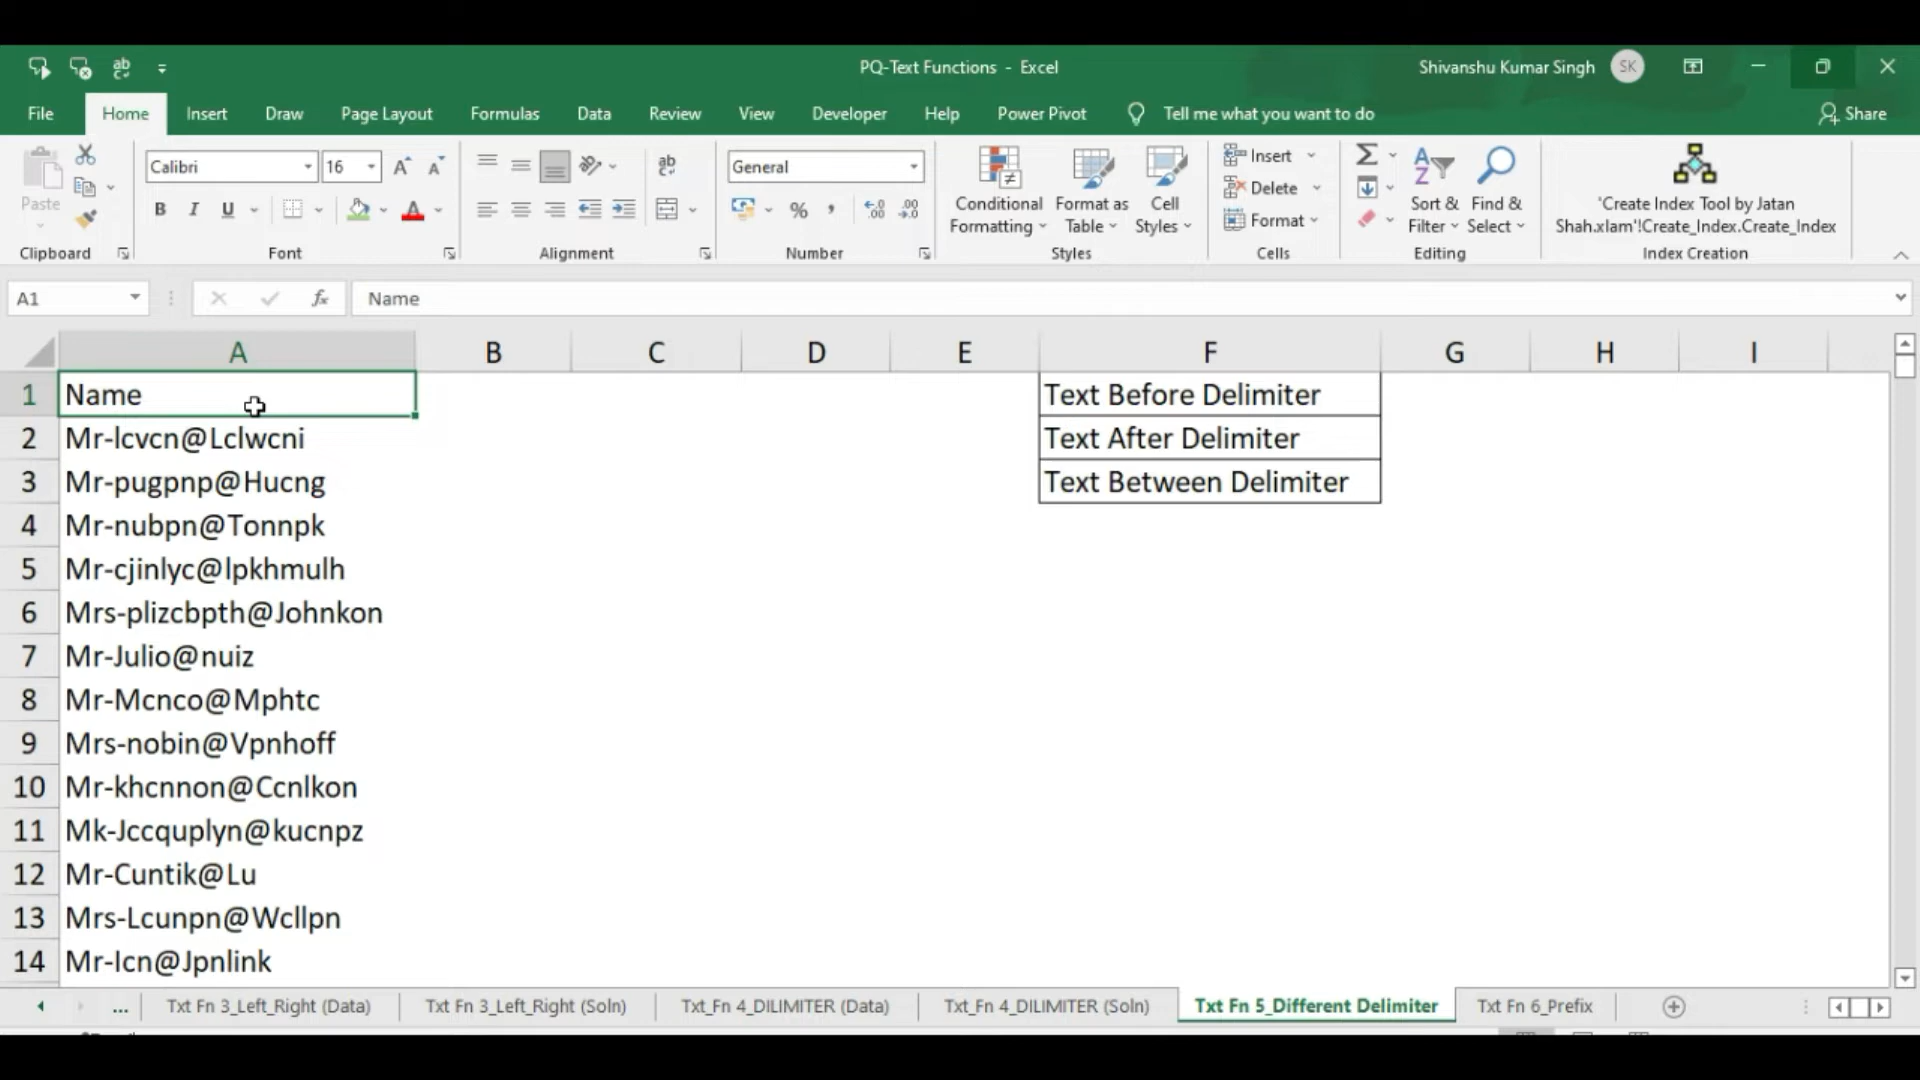 PQ-Text Functions - Excel
Shivanshu Kumar Singh SK
File Home Insert Draw Page Layout Formulas Data Review View Developer Help Power Pivot Tell me what you want to do Share
Paste
Clipboard
Calibri 16
B I U
Font
Alignment
General
Number
Conditional Formatting
Format as Table
Cell Styles
Styles
Insert
Delete
Format
Cells
Sort & Filter
Find & Select
Editing
'Create Index Tool by Jatan
Shah.xlam'!Create_Index.Create_Index
Index Creation
A1 fx Name
A B C D E F G H I
1 Name Text Before Delimiter
2 Mr-lcvcn@Lclwcni Text After Delimiter
3 Mr-pugpnp@Hucng Text Between Delimiter
4 Mr-nubpn@Tonnpk
5 Mr-cjinlyc@lpkhmulh
6 Mrs-plizcbpth@Johnkon
7 Mr-Julio@nuiz
8 Mr-Mcnco@Mphtc
9 Mrs-nobin@Vpnhoff
10 Mr-khcnnon@Ccnlkon
11 Mk-Jccquplyn@kucnpz
12 Mr-Cuntik@Lu
13 Mrs-Lcunpn@Wcllpn
14 Mr-Icn@Jpnlink
... Txt Fn 3_Left_Right (Data) Txt Fn 3_Left_Right (Soln) Txt_Fn 4_DILIMITER (Data) Txt_Fn 4_DILIMITER (Soln) Txt Fn 5_Different Delimiter Txt Fn 6_Prefix